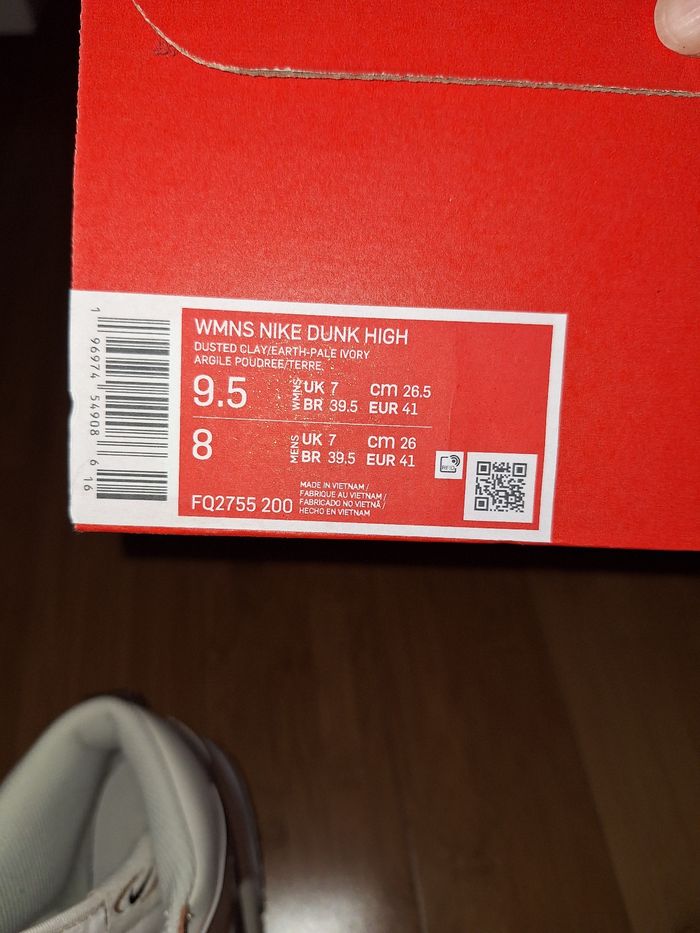 WMNS NIKE DUNK HIGH
DUSTED CLAY/EARTH-PALE IVORY
ARGILE POUDREE/TERRE
9.5 WMNS UK 7 cm 26.5
BR 39.5 EUR 41
8 MENS UK 7 cm 26
BR 39.5 EUR 41
FQ2755 200
MADE IN VIETNAM /
FABRIQUE AU VIETNAM /
FABRICADO NO VIETNÃ /
HECHO EN VIETNAM
RFID
1 96974 54908 6 16